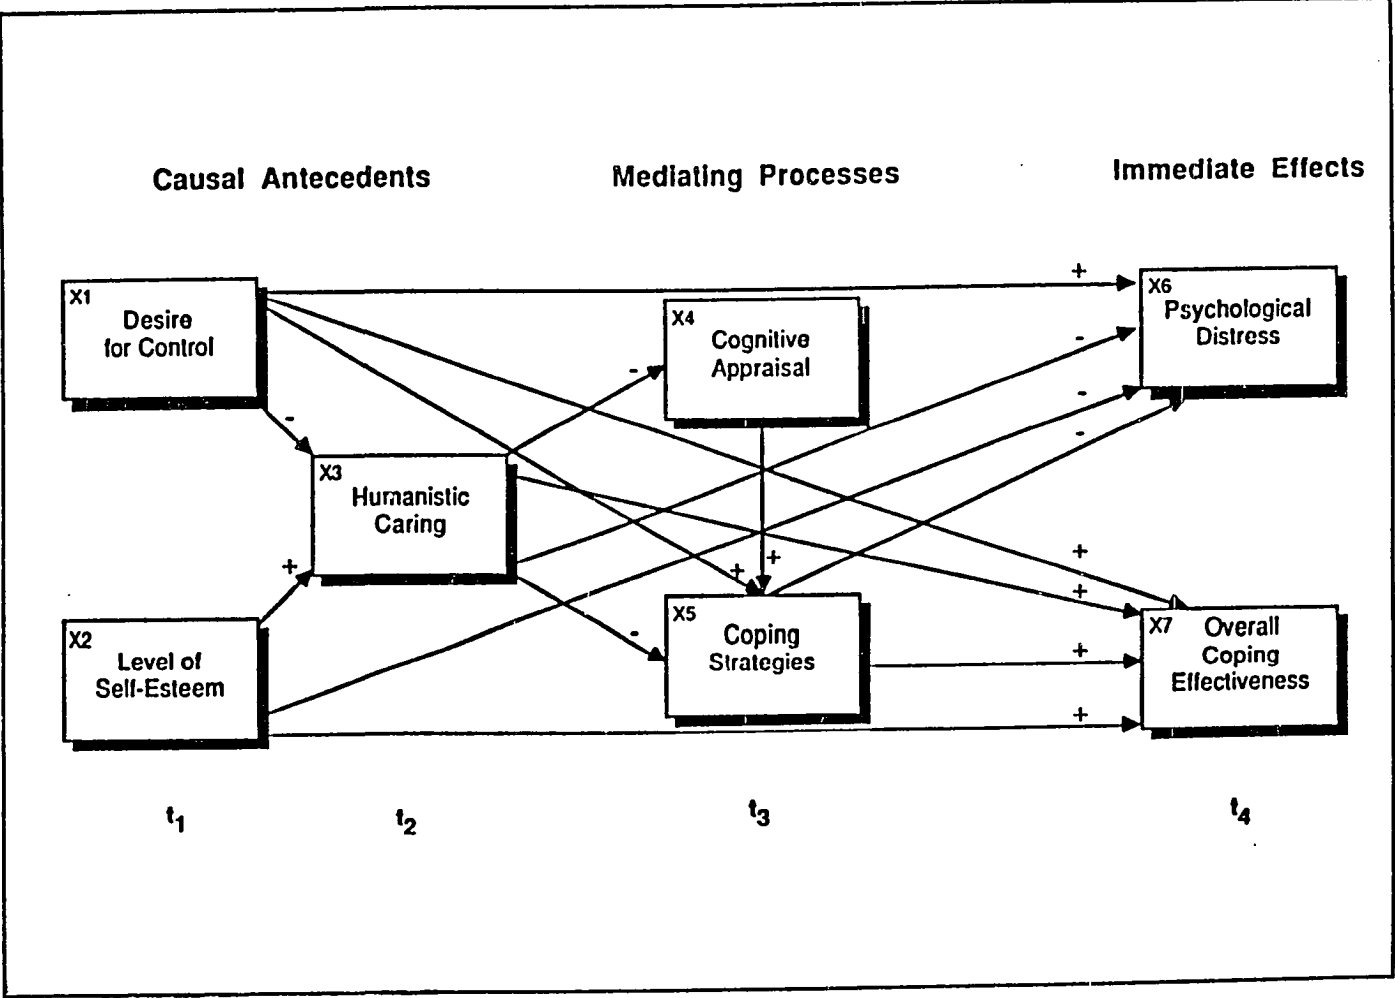 Causal Antecedents
Mediating Processes
Immediate Effects
X1
Desire
for Control
X4
Cognitive
Appraisal
X6
Psychological
Distress
+
-
-
-
-
-
X3
Humanistic
Caring
+
+
+
+
+
X2
Level of
Self-Esteem
-
X5
Coping
Strategies
+
+
X7
Overall
Coping
Effectiveness
t1
t2
t3
t4